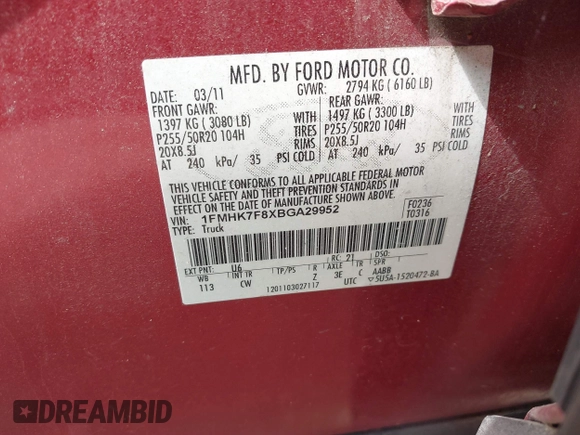 MFD. BY FORD MOTOR CO.
DATE: 03/11 GVWR: 2794 KG ( 6160 LB)
FRONT GAWR: REAR GAWR:
1397 KG ( 3080 LB) WITH 1497 KG ( 3300 LB) WITH
P255/50R20 104H TIRES P255/50R20 104H TIRES
20X8.5J RIMS 20X8.5J RIMS
AT 240 kPa/ 35 PSI COLD AT 240 kPa/ 35 PSI COLD
THIS VEHICLE CONFORMS TO ALL APPLICABLE FEDERAL MOTOR
VEHICLE SAFETY AND THEFT PREVENTION STANDARDS IN
EFFECT ON THE DATE OF MANUFACTURE SHOWN ABOVE.
VIN: 1FMHK7F8XBGA29952 F0236
TYPE: Truck T0316
EXT PNT: U6 RC: 21 DSO:
WB INT TR TP/PS R AXLE TR SPR
113 CW Z 3E C AABB
1201103027117 UTC ▽5U5A-1520472-BA
DREAMBID